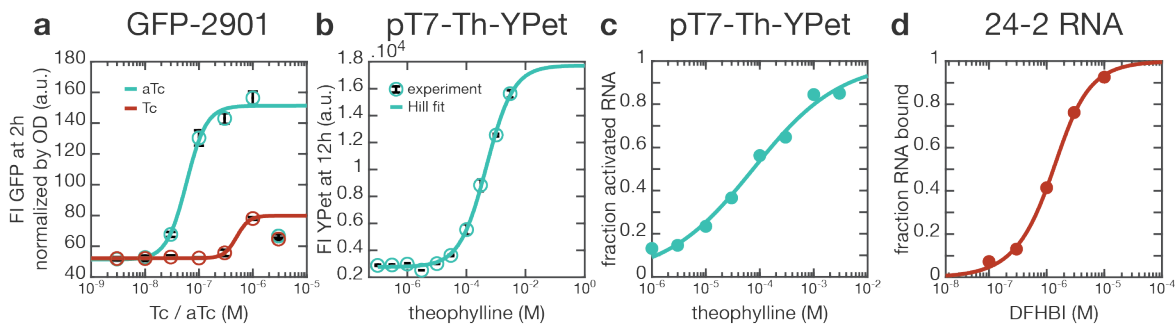 a GFP-2901
FI GFP at 2h
normalized by OD (a.u.)
180
160
140
120
100
80
60
40
aTc
Tc
10⁻⁹ 10⁻⁸ 10⁻⁷ 10⁻⁶ 10⁻⁵
Tc / aTc (M)
b pT7-Th-YPet
.10⁴
FI YPet at 12h (a.u.)
1.8
1.6
1.4
1.2
1.0
0.8
0.6
0.4
0.2
experiment
Hill fit
10⁻⁶ 10⁻⁴ 10⁻² 10⁰
theophylline (M)
c pT7-Th-YPet
fraction activated RNA
1
0.8
0.6
0.4
0.2
0
10⁻⁶ 10⁻⁵ 10⁻⁴ 10⁻³ 10⁻²
theophylline (M)
d 24-2 RNA
fraction RNA bound
1
0.8
0.6
0.4
0.2
0
10⁻⁸ 10⁻⁷ 10⁻⁶ 10⁻⁵ 10⁻⁴
DFHBI (M)